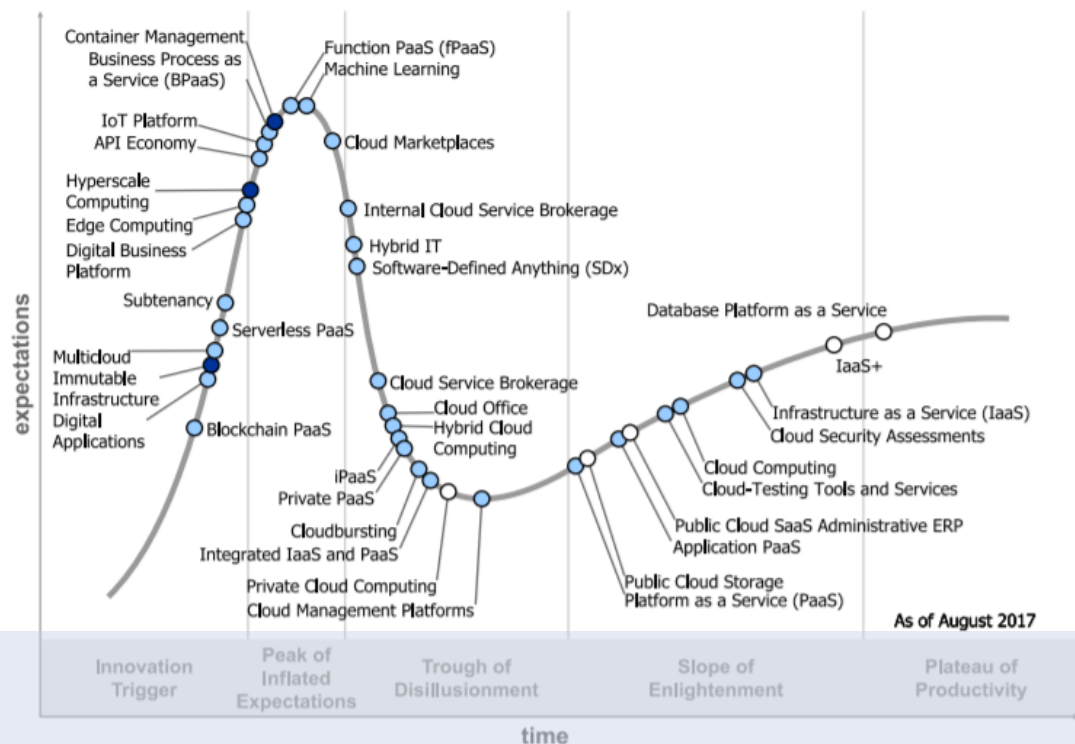 Container Management
Business Process as
a Service (BPaaS)
Function PaaS (fPaaS)
Machine Learning
IoT Platform
API Economy
Cloud Marketplaces
Hyperscale
Computing
Edge Computing
Digital Business
Platform
Internal Cloud Service Brokerage
Hybrid IT
Software-Defined Anything (SDx)
Subtenancy
Serverless PaaS
Multicloud
Immutable
Infrastructure
Digital
Applications
Blockchain PaaS
Cloud Service Brokerage
Cloud Office
Hybrid Cloud
Computing
iPaaS
Private PaaS
Cloudbursting
Integrated IaaS and PaaS
Private Cloud Computing
Cloud Management Platforms
Database Platform as a Service
IaaS+
Infrastructure as a Service (IaaS)
Cloud Security Assessments
Cloud Computing
Cloud-Testing Tools and Services
Public Cloud SaaS Administrative ERP
Application PaaS
Public Cloud Storage
Platform as a Service (PaaS)
As of August 2017
expectations
Innovation
Trigger
Peak of
Inflated
Expectations
Trough of
Disillusionment
Slope of
Enlightenment
Plateau of
Productivity
time